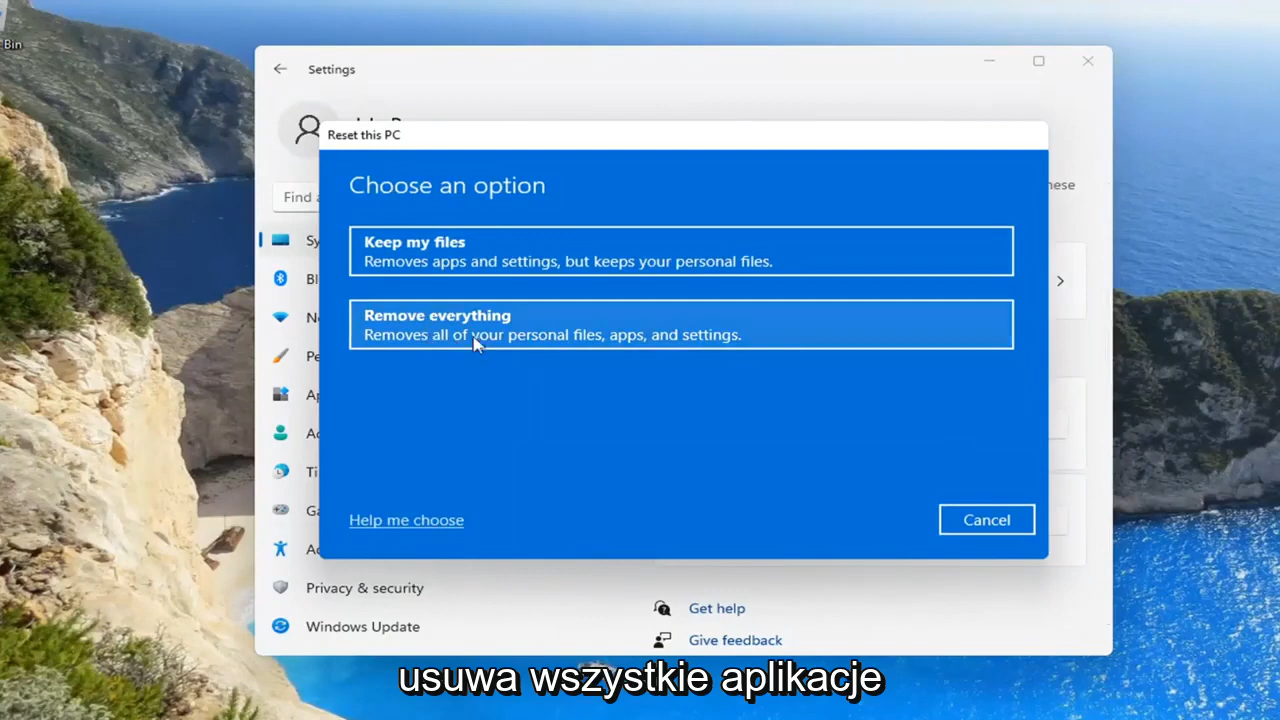 Bin
Settings
Reset this PC
Choose an option
Find
Keep my files
Removes apps and settings, but keeps your personal files.
Remove everything
Removes all of your personal files, apps, and settings.
Help me choose
Cancel
Privacy & security
Windows Update
Get help
Give feedback
usuwa wszystkie aplikacje